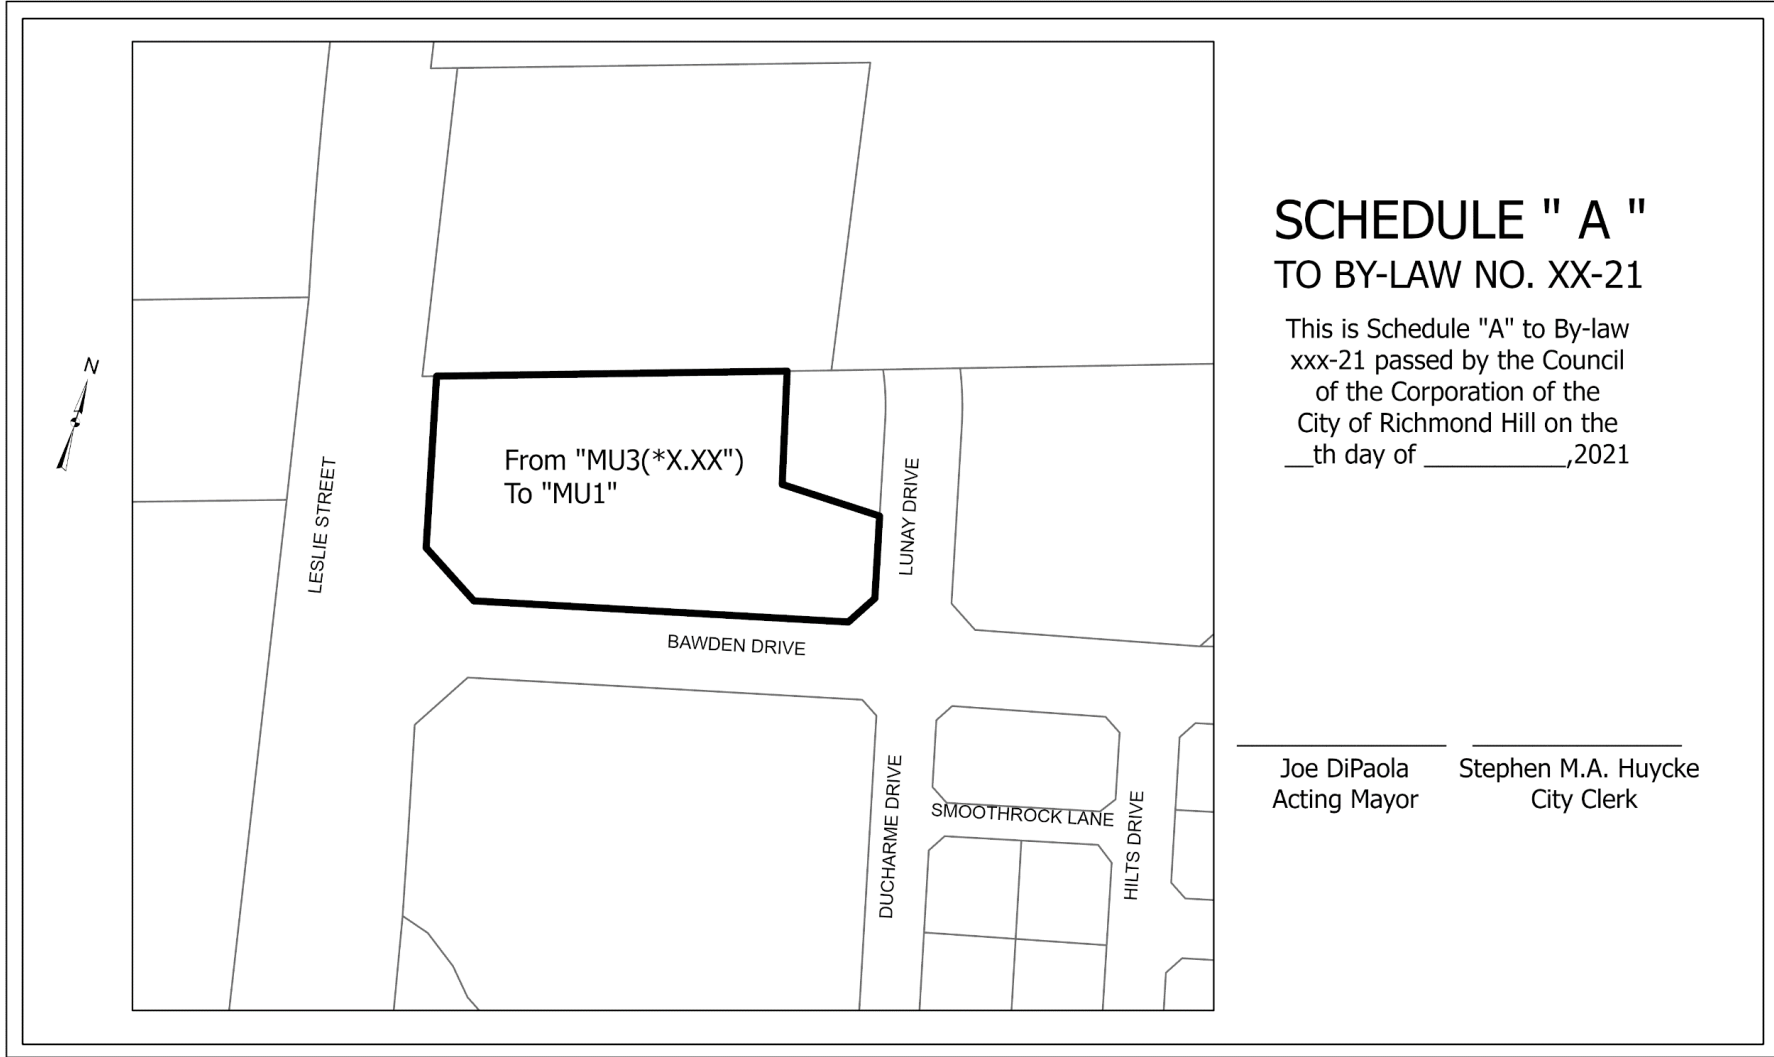 SCHEDULE " A "
TO BY-LAW NO. XX-21
This is Schedule "A" to By-law
xxx-21 passed by the Council
of the Corporation of the
City of Richmond Hill on the
__th day of __________,2021
N
From "MU3(*X.XX")
To "MU1"
LESLIE STREET
LUNAY DRIVE
BAWDEN DRIVE
DUCHARME DRIVE
SMOOTHROCK LANE
HILTS DRIVE
Joe DiPaola
Acting Mayor
Stephen M.A. Huycke
City Clerk